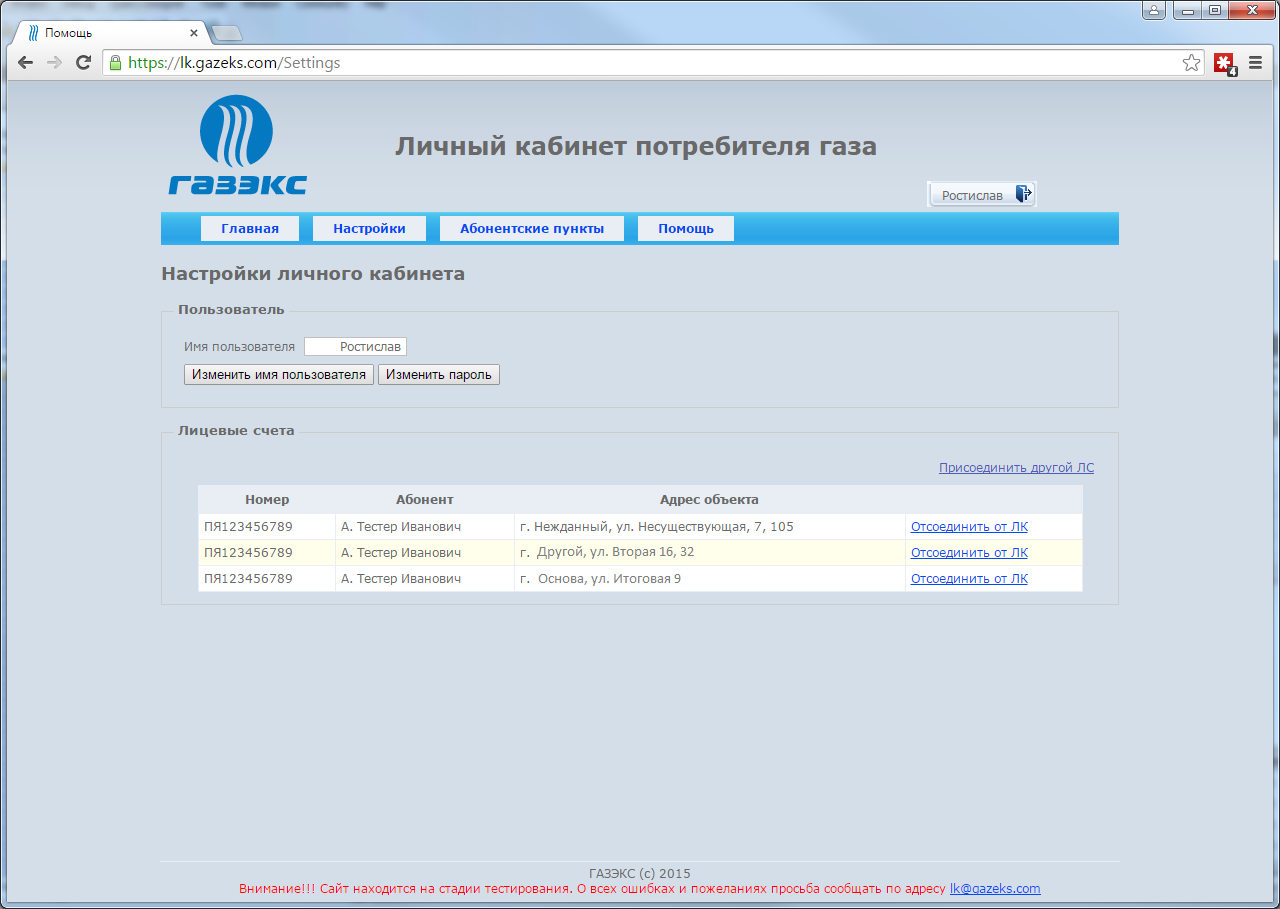 Помощь
https://lk.gazeks.com/Settings
4
газэкс
Личный кабинет потребителя газа
Ростислав
Главная Настройки Абонентские пункты Помощь
Настройки личного кабинета
Пользователь
Имя пользователя Ростислав
Изменить имя пользователя Изменить пароль
Лицевые счета
Присоединить другой ЛС
Номер Абонент Адрес объекта
ПЯ123456789 А. Тестер Иванович г. Нежданный, ул. Несуществующая, 7, 105 Отсоединить от ЛК
ПЯ123456789 А. Тестер Иванович г. Другой, ул. Вторая 16, 32 Отсоединить от ЛК
ПЯ123456789 А. Тестер Иванович г. Основа, ул. Итоговая 9 Отсоединить от ЛК
ГАЗЭКС (c) 2015
Внимание!!! Сайт находится на стадии тестирования. О всех ошибках и пожеланиях просьба сообщать по адресу lk@gazeks.com